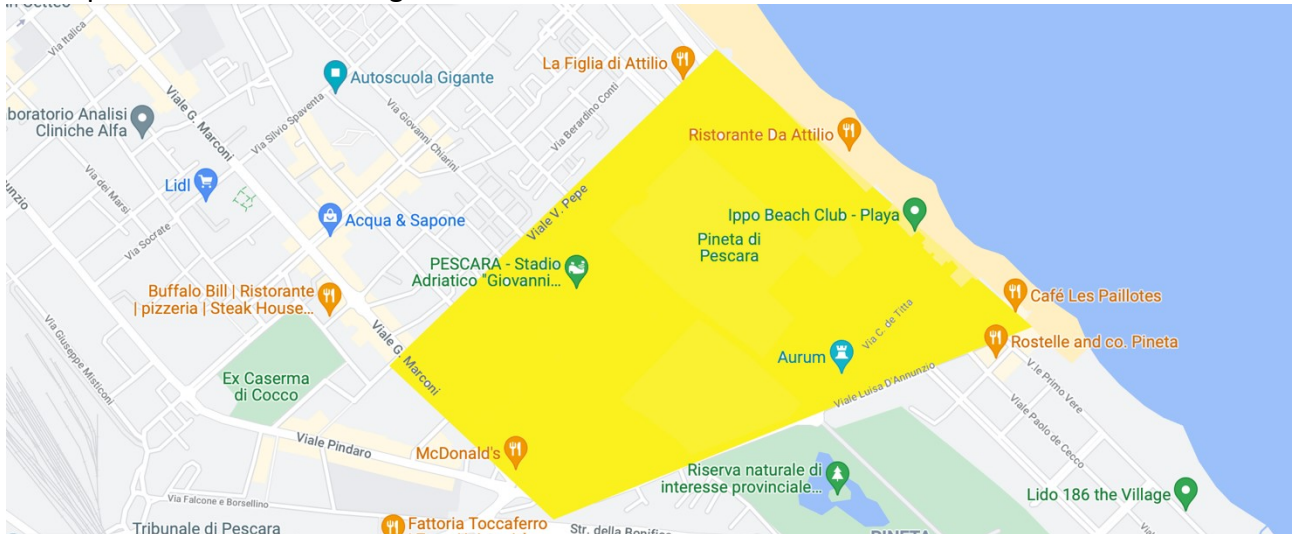 Via Italica
La Figlia di Attilio
Autoscuola Gigante
boratorio Analisi
Cliniche Alfa
Viale G. Marconi
Via Silvio Spaventa
Via Giovanni Chiarini
Via Berardino Conti
Ristorante Da Attilio
Lidl
Via dei Marsi
unzio
Acqua & Sapone
Via Socrate
Viale V. Pepe
Ippo Beach Club - Playa
Pineta di
Pescara
PESCARA - Stadio
Adriatico "Giovanni...
Buffalo Bill | Ristorante
| pizzeria | Steak House...
Café Les Paillotes
Via Giuseppe Misticoni
Viale G. Marconi
Via C. de Titta
Rostelle and co. Pineta
Aurum
Ex Caserma
di Cocco
Viale Luisa D'Annunzio
V.le Primo Vere
Viale Paolo de Cecco
Viale Pindaro
McDonald's
Riserva naturale di
interesse provinciale...
Lido 186 the Village
Via Falcone e Borsellino
Tribunale di Pescara
Fattoria Toccaferro
Str. della Bonifica
PINETA